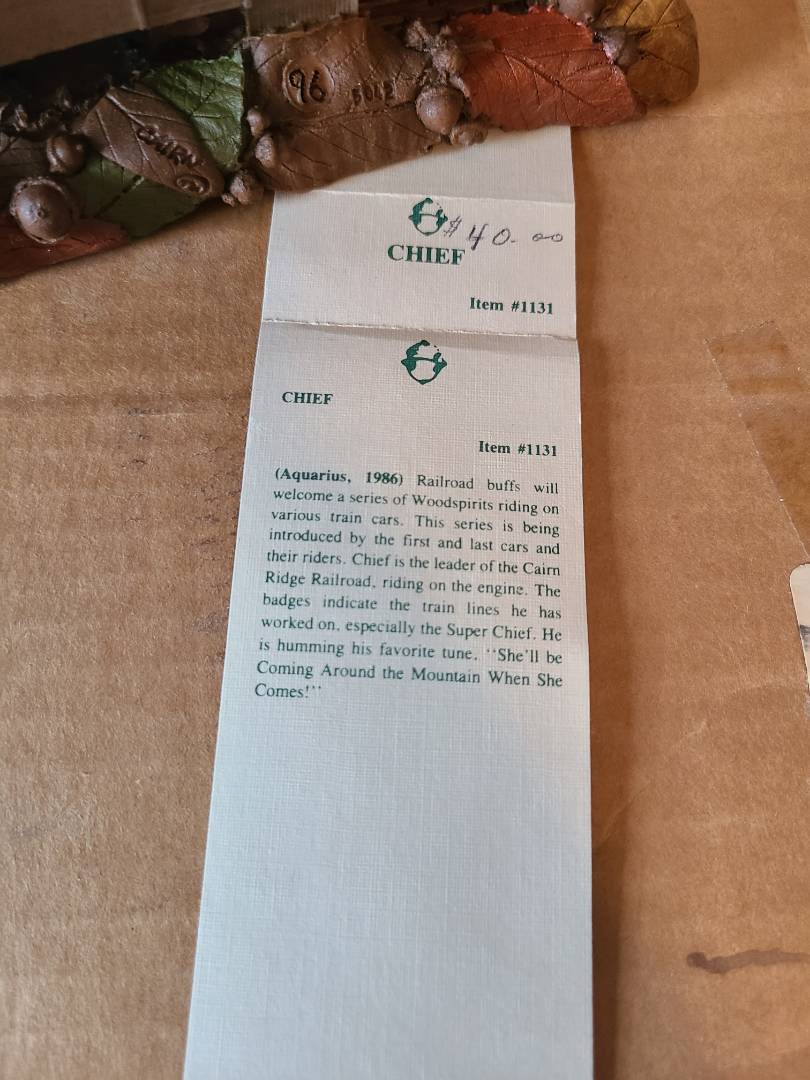 96
CAIRN ©
$40.00
CHIEF
Item #1131
CHIEF
Item #1131
(Aquarius, 1986) Railroad buffs will
welcome a series of Woodspirits riding on
various train cars. This series is being
introduced by the first and last cars and
their riders. Chief is the leader of the Cairn
Ridge Railroad, riding on the engine. The
badges indicate the train lines he has
worked on, especially the Super Chief. He
is humming his favorite tune, "She'll be
Coming Around the Mountain When She
Comes!"